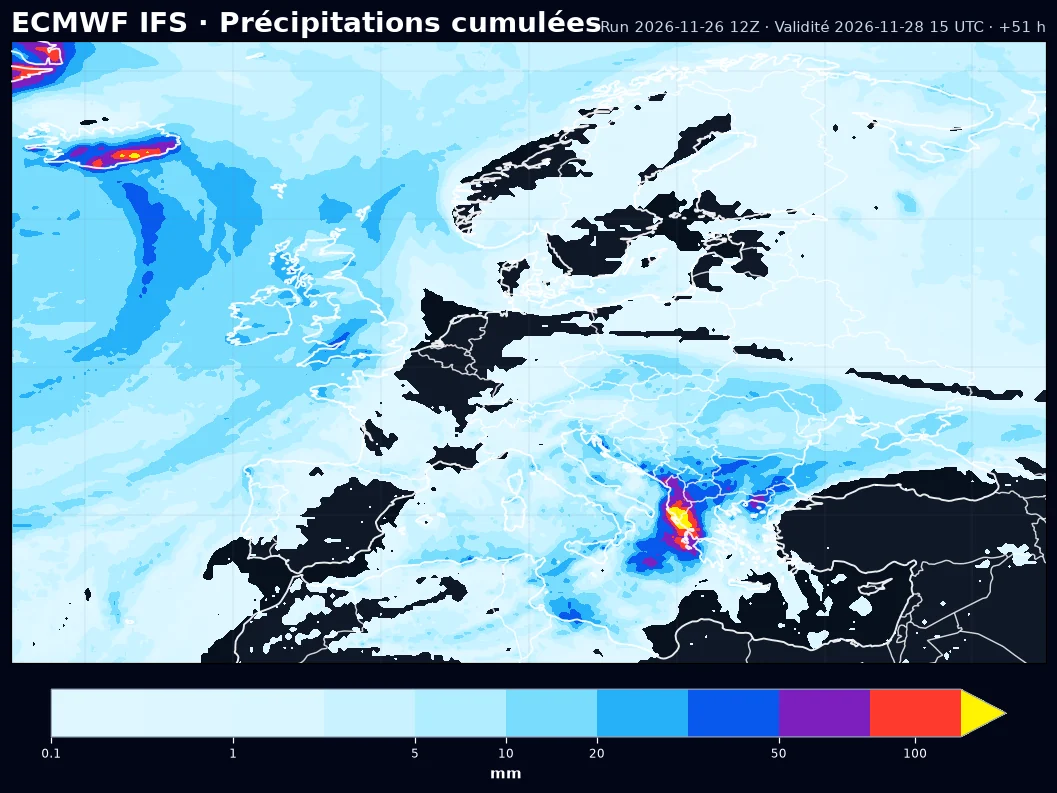 ECMWF IFS · Précipitations cumulées
Run 2026-11-26 12Z · Validité 2026-11-28 15 UTC · +51 h
0.1 1 5 10 20 50 100
mm